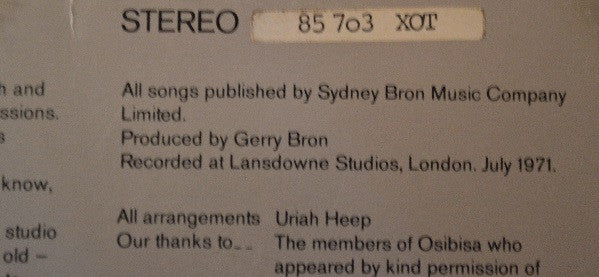 STEREO 85 7o3 XOT
h and
ssions.
s
know,
studio
old –
All songs published by Sydney Bron Music Company
Limited.
Produced by Gerry Bron
Recorded at Lansdowne Studios, London. July 1971.
All arrangements Uriah Heep
Our thanks to_ _ The members of Osibisa who
appeared by kind permission of